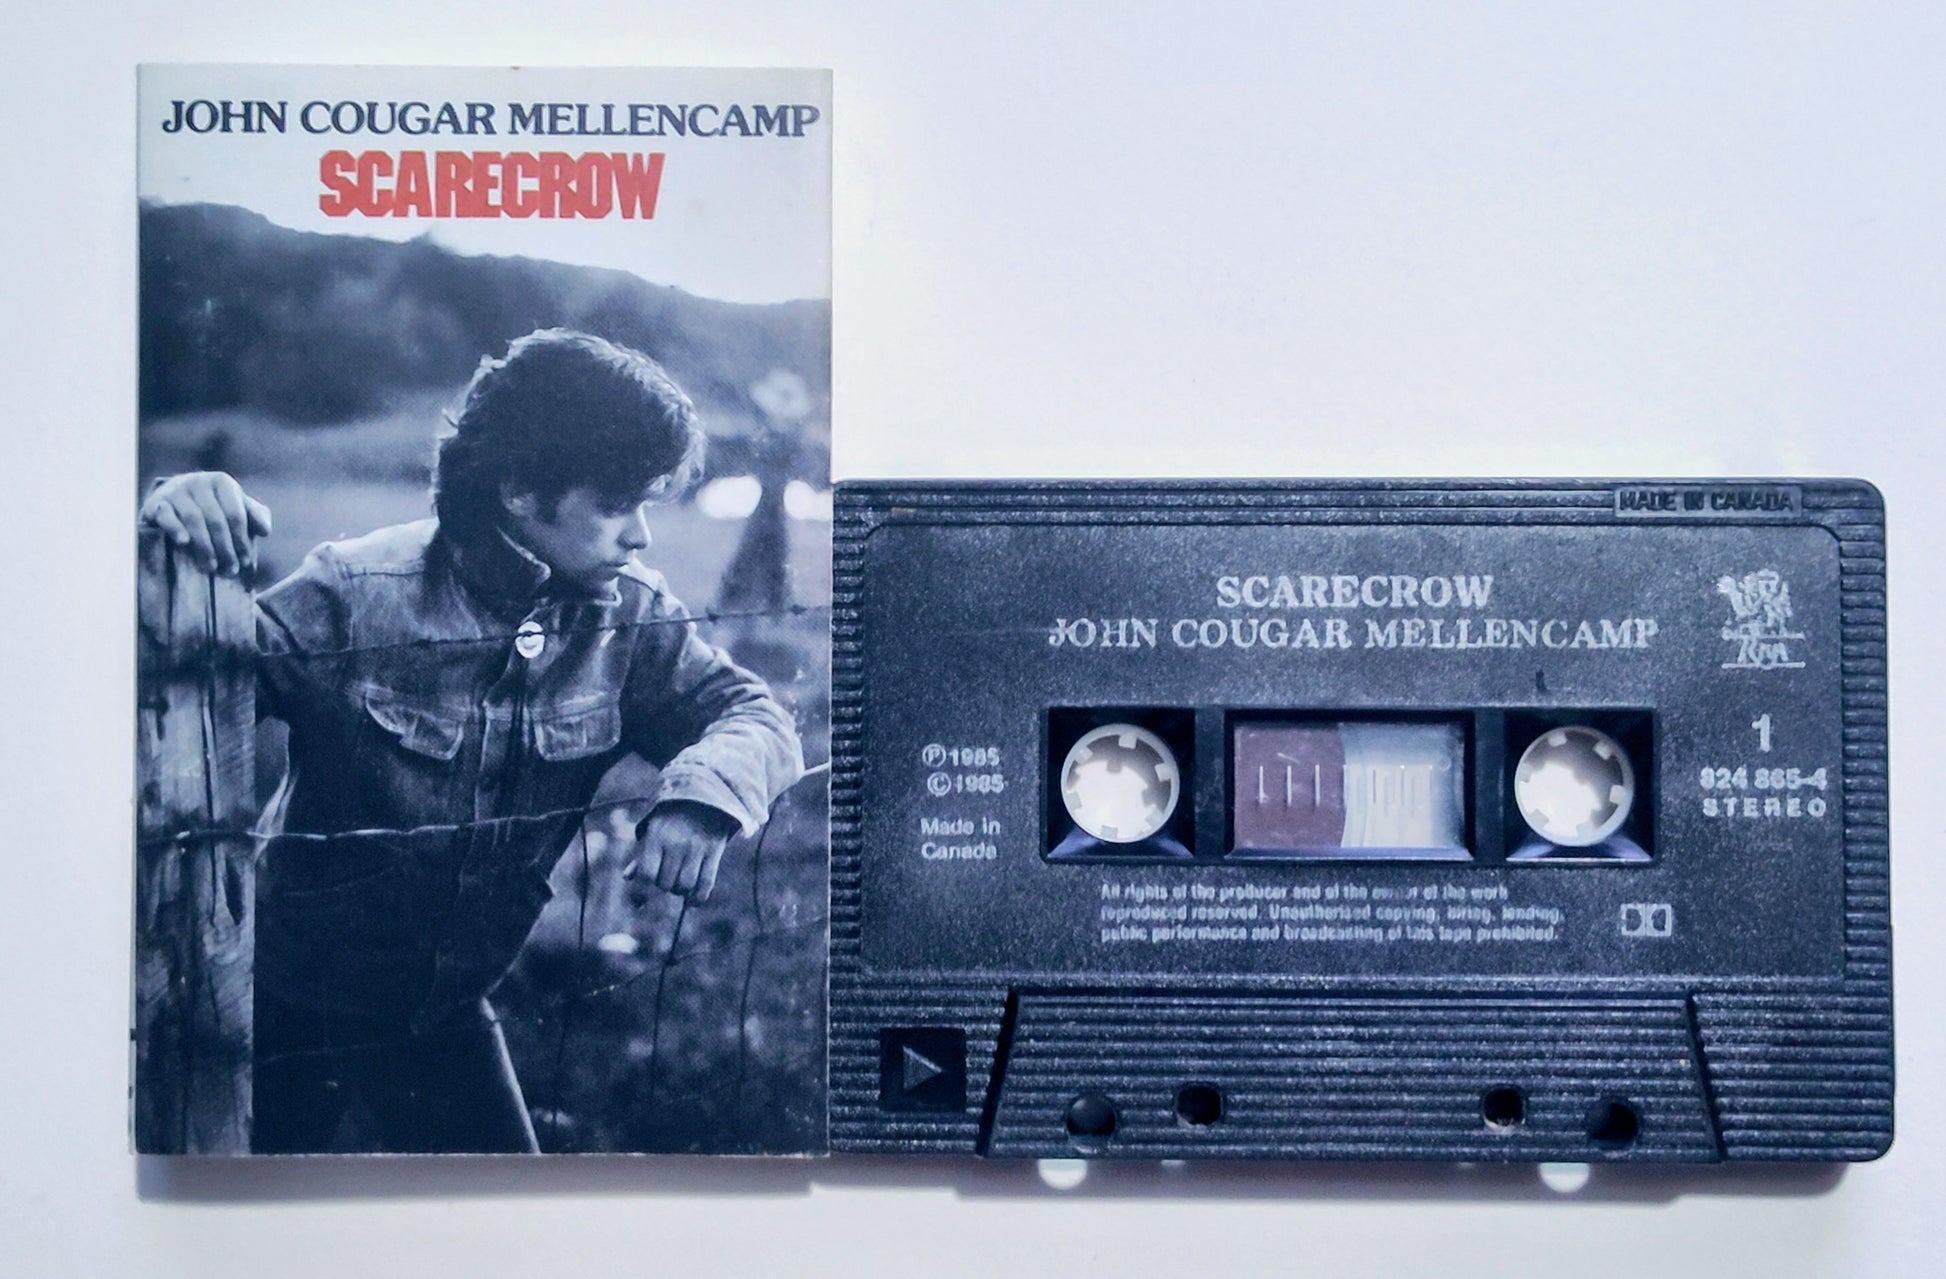 JOHN COUGAR MELLENCAMP
SCARECROW
MADE IN CANADA
SCARECROW
JOHN COUGAR MELLENCAMP
Riva
1
℗ 1985
© 1985
824 865-4
STEREO
Made in
Canada
All rights of the producer and of the owner of the work
reproduced reserved. Unauthorised copying, hiring, lending,
public performance and broadcasting of this tape prohibited.